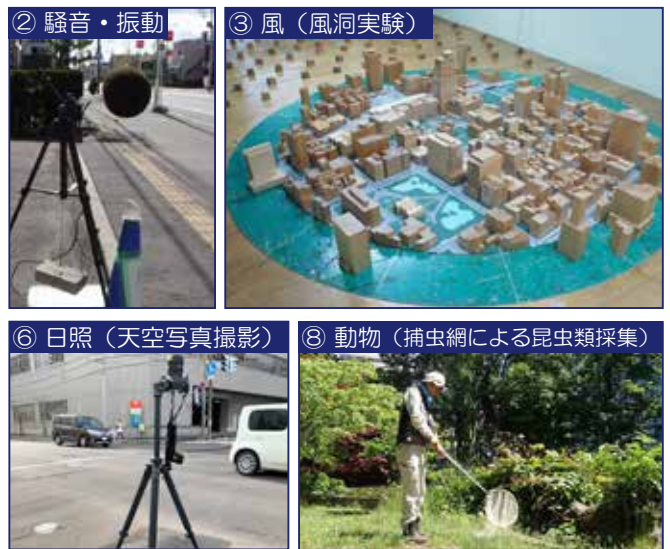 ② 騒音・振動
③ 風（風洞実験）
⑥ 日照（天空写真撮影）
⑧ 動物（捕虫網による昆虫類採集）